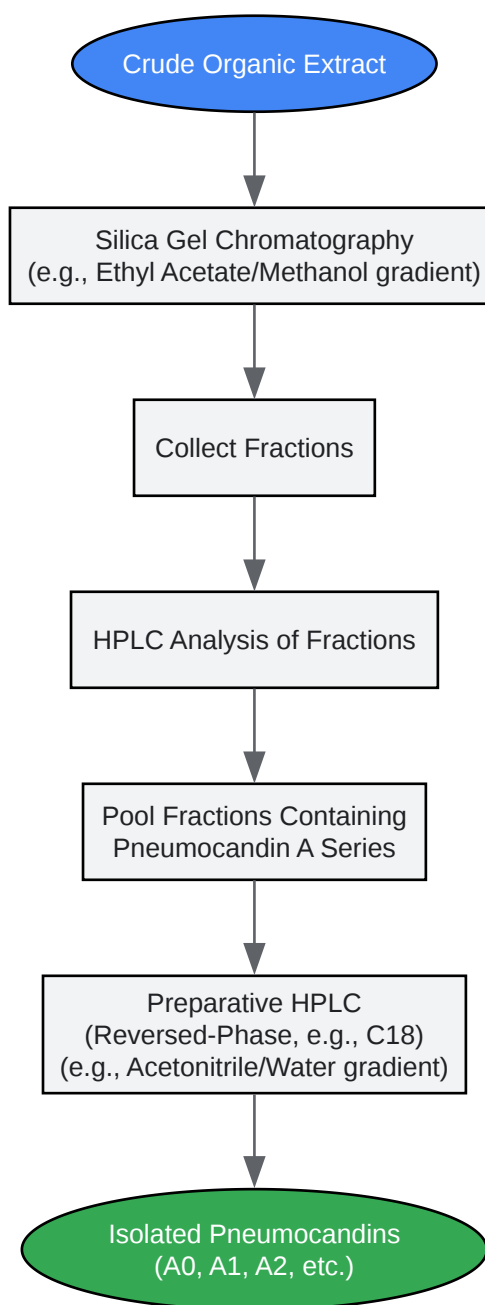 Crude Organic Extract
Silica Gel Chromatography
(e.g., Ethyl Acetate/Methanol gradient)
Collect Fractions
HPLC Analysis of Fractions
Pool Fractions Containing
Pneumocandin A Series
Preparative HPLC
(Reversed-Phase, e.g., C18)
(e.g., Acetonitrile/Water gradient)
Isolated Pneumocandins
(A0, A1, A2, etc.)